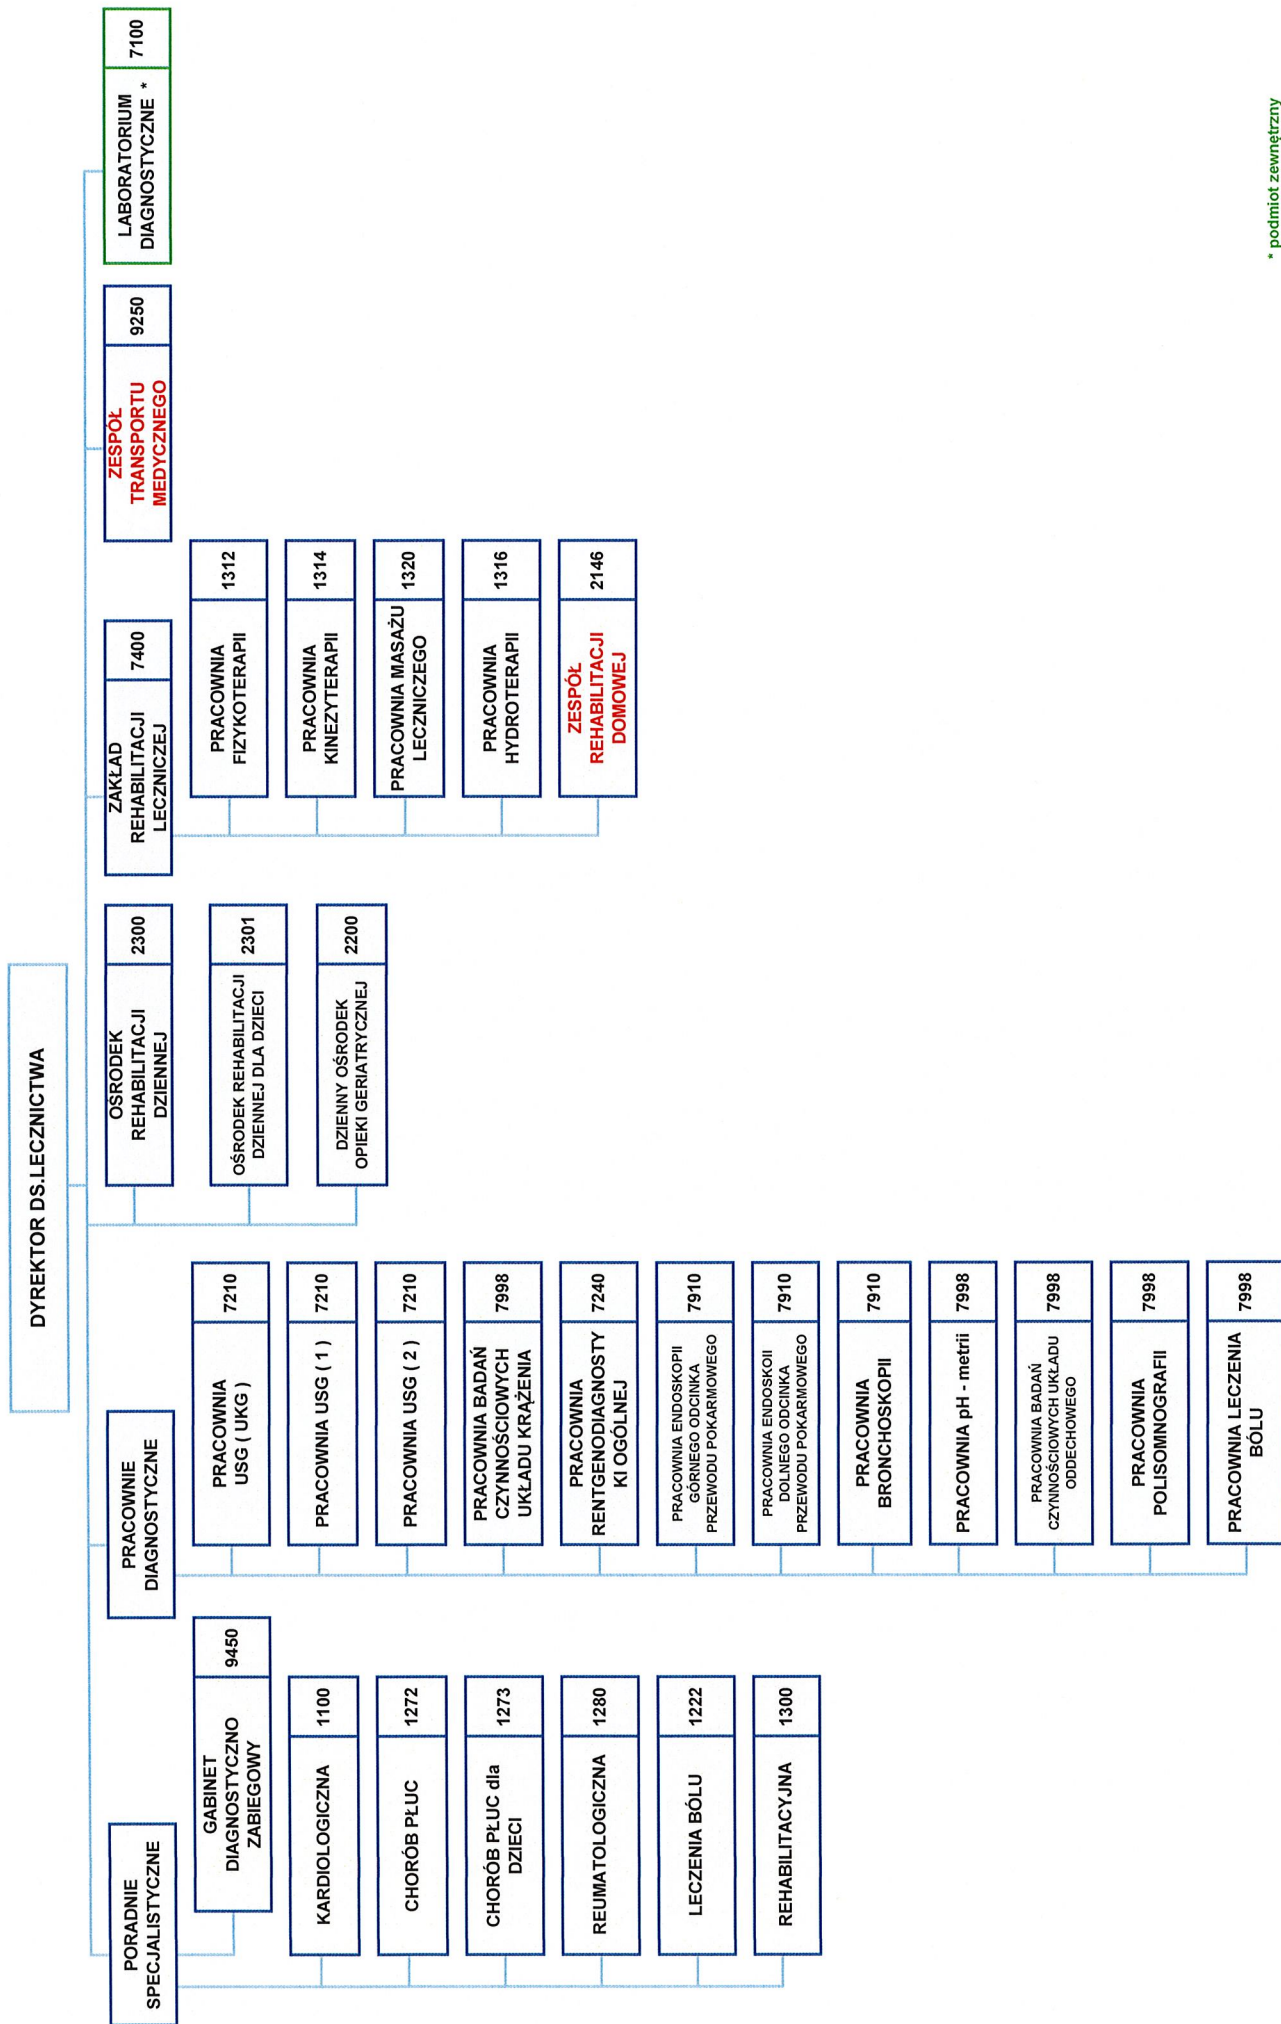 DYREKTOR DS.LECZNICTWA
PORADNIE
SPECJALISTYCZNE
GABINET
DIAGNOSTYCZNO
ZABIEGOWY
9450
KARDIOLOGICZNA
1100
CHORÓB PŁUC
1272
CHORÓB PŁUC dla
DZIECI
1273
REUMATOLOGICZNA
1280
LECZENIA BÓLU
1222
REHABILITACYJNA
1300
PRACOWNIE
DIAGNOSTYCZNE
PRACOWNIA
USG ( UKG )
7210
PRACOWNIA USG ( 1 )
7210
PRACOWNIA USG ( 2 )
7210
PRACOWNIA BADAŃ
CZYNNOŚCIOWYCH
UKŁADU KRĄŻENIA
7998
PRACOWNIA
RENTGENODIAGNOSTY
KI OGÓLNEJ
7240
PRACOWNIA ENDOSKOPII
GÓRNEGO ODCINKA
PRZEWODU POKARMOWEGO
7910
PRACOWNIA ENDOSKOII
DOLNEGO ODCINKA
PRZEWODU POKARMOWEGO
7910
PRACOWNIA
BRONCHOSKOPII
7910
PRACOWNIA pH - metrii
7998
PRACOWNIA BADAŃ
CZYNNOŚCIOWYCH UKŁADU
ODDECHOWEGO
7998
PRACOWNIA
POLISOMNOGRAFII
7998
PRACOWNIA LECZENIA
BÓLU
7998
OŚRODEK
REHABILITACJI
DZIENNEJ
2300
OŚRODEK REHABILITACJI
DZIENNEJ DLA DZIECI
2301
DZIENNY OŚRODEK
OPIEKI GERIATRYCZNEJ
2200
ZAKŁAD
REHABILITACJI
LECZNICZEJ
7400
PRACOWNIA
FIZYKOTERAPII
1312
PRACOWNIA
KINEZYTERAPII
1314
PRACOWNIA MASAŻU
LECZNICZEGO
1320
PRACOWNIA
HYDROTERAPII
1316
ZESPÓŁ
REHABILITACJI
DOMOWEJ
2146
ZESPÓŁ
TRANSPORTU
MEDYCZNEGO
9250
LABORATORIUM
DIAGNOSTYCZNE *
7100
* podmiot zewnętrzny